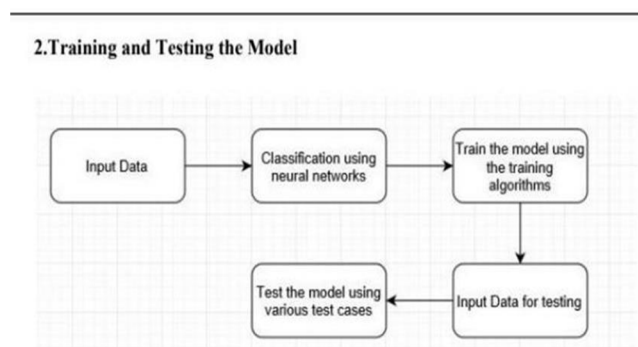 2.Training and Testing the Model
Input Data
Classification using
neural networks
Train the model using
the training
algorithms
Input Data for testing
Test the model using
various test cases